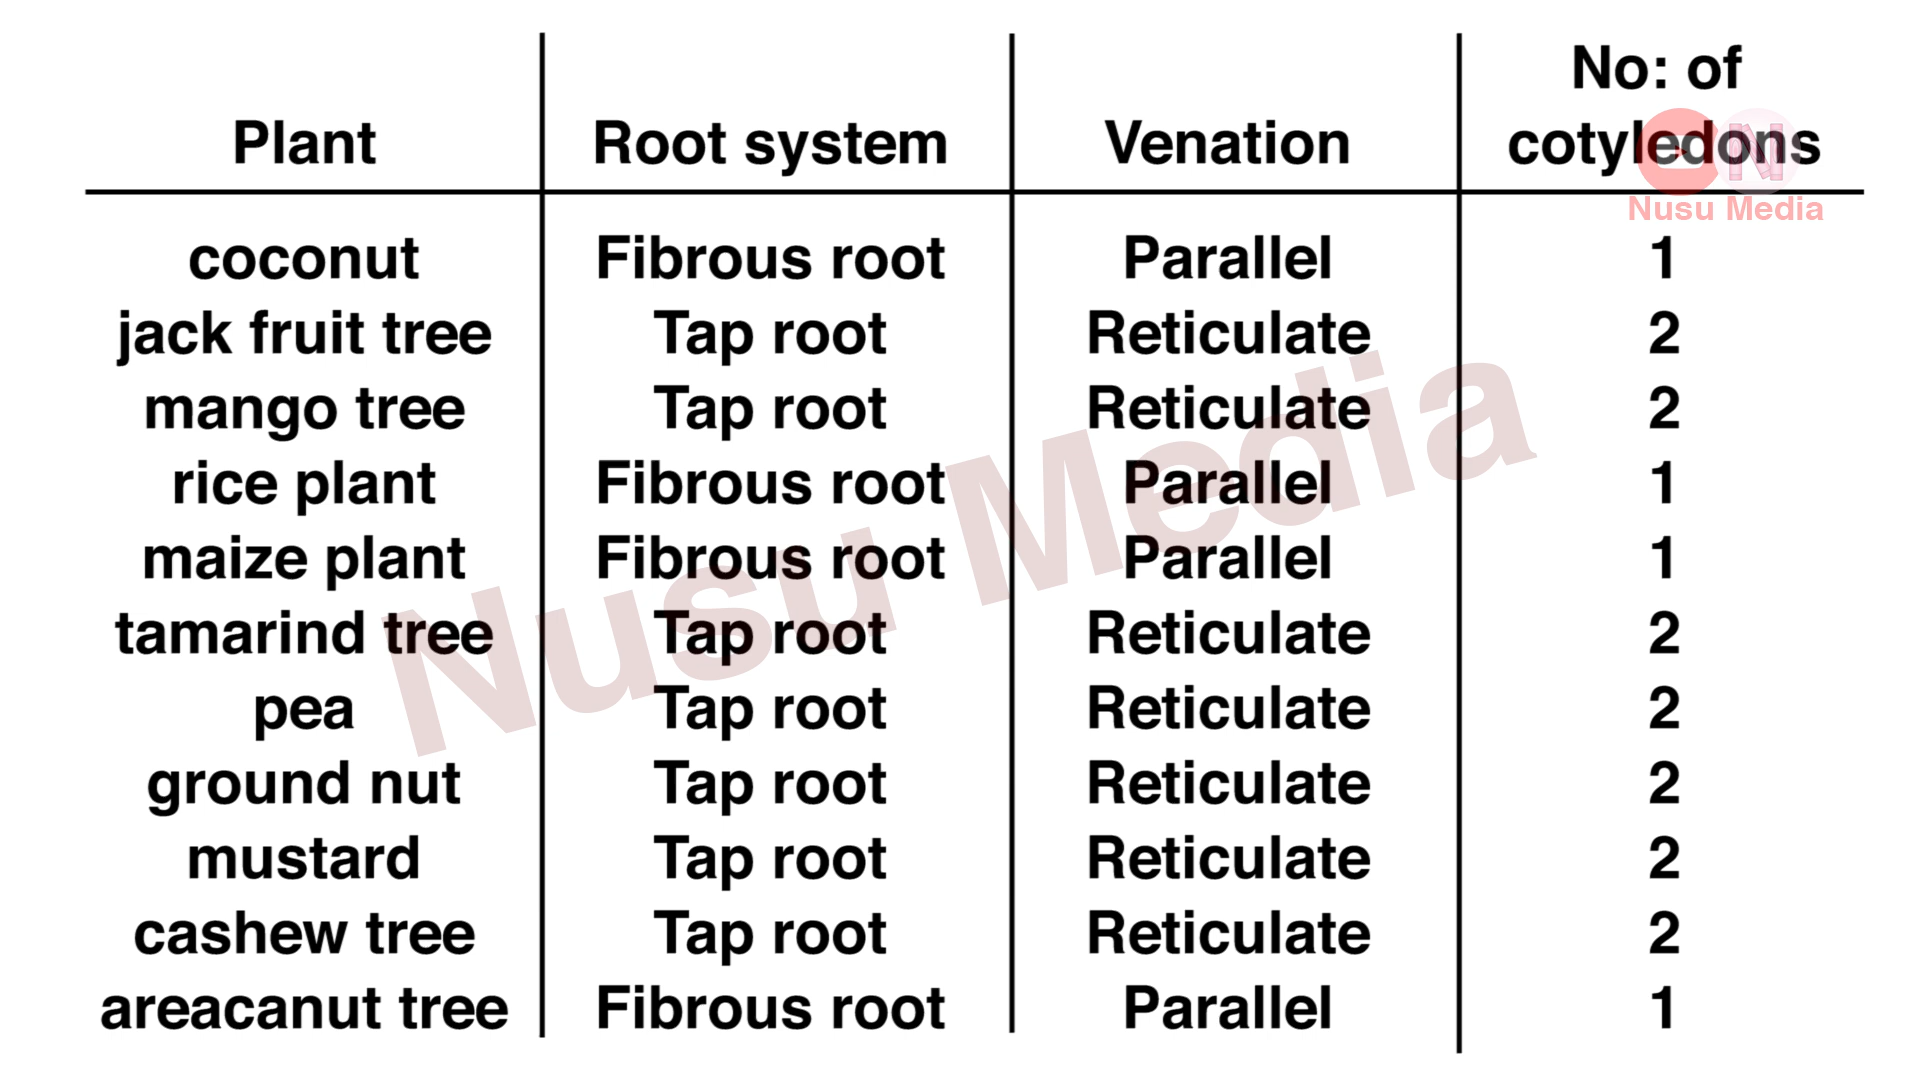 No: of
Plant Root system Venation cotyledons
Nusu Media
coconut Fibrous root Parallel 1
jack fruit tree Tap root Reticulate 2
mango tree Tap root Reticulate 2
rice plant Fibrous root Parallel 1
maize plant Fibrous root Parallel 1
tamarind tree Tap root Reticulate 2
pea Tap root Reticulate 2
ground nut Tap root Reticulate 2
mustard Tap root Reticulate 2
cashew tree Tap root Reticulate 2
areacanut tree Fibrous root Parallel 1
Nusu Media